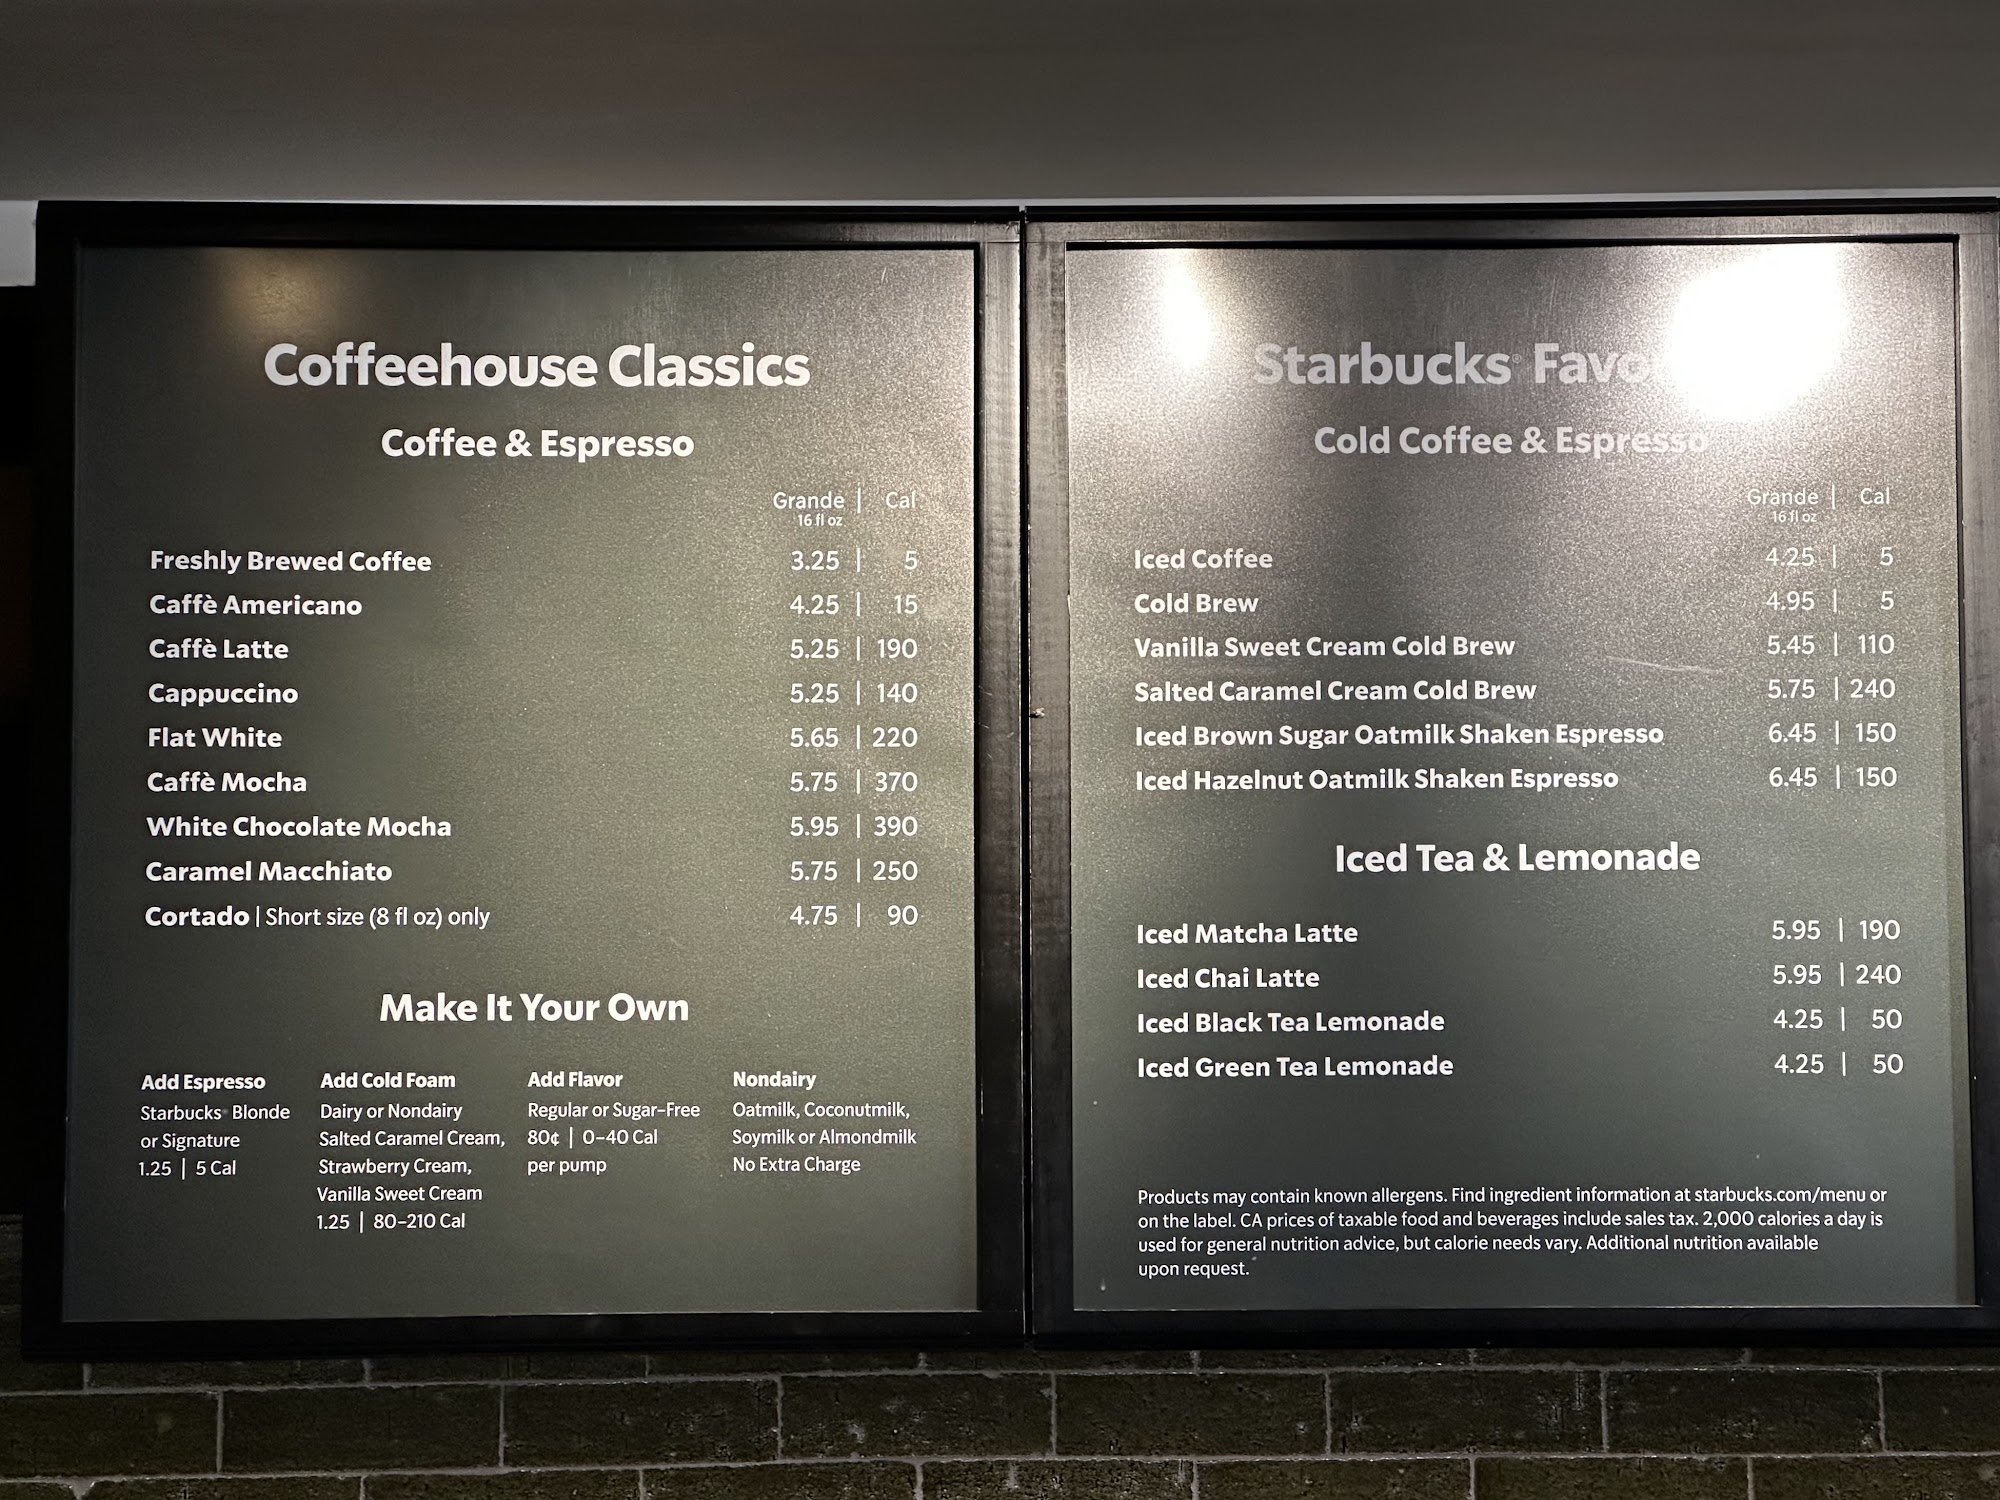 Coffeehouse Classics
Coffee & Espresso
Grande | Cal
16 fl oz
Freshly Brewed Coffee 3.25 | 5
Caffè Americano 4.25 | 15
Caffè Latte 5.25 | 190
Cappuccino 5.25 | 140
Flat White 5.65 | 220
Caffè Mocha 5.75 | 370
White Chocolate Mocha 5.95 | 390
Caramel Macchiato 5.75 | 250
Cortado | Short size (8 fl oz) only 4.75 | 90
Make It Your Own
Add Espresso
Starbucks® Blonde
or Signature
1.25 | 5 Cal
Add Cold Foam
Dairy or Nondairy
Salted Caramel Cream,
Strawberry Cream,
Vanilla Sweet Cream
1.25 | 80–210 Cal
Add Flavor
Regular or Sugar-Free
80¢ | 0–40 Cal
per pump
Nondairy
Oatmilk, Coconutmilk,
Soymilk or Almondmilk
No Extra Charge
Starbucks®
Cold Coffee & Espresso
Grande | Cal
16 fl oz
Iced Coffee 4.25 | 5
Cold Brew 4.95 | 5
Vanilla Sweet Cream Cold Brew 5.45 | 110
Salted Caramel Cream Cold Brew 5.75 | 240
Iced Brown Sugar Oatmilk Shaken Espresso 6.45 | 150
Iced Hazelnut Oatmilk Shaken Espresso 6.45 | 150
Iced Tea & Lemonade
Iced Matcha Latte 5.95 | 190
Iced Chai Latte 5.95 | 240
Iced Black Tea Lemonade 4.25 | 50
Iced Green Tea Lemonade 4.25 | 50
Products may contain known allergens. Find ingredient information at starbucks.com/menu or
on the label. CA prices of taxable food and beverages include sales tax. 2,000 calories a day is
used for general nutrition advice, but calorie needs vary. Additional nutrition available
upon request.